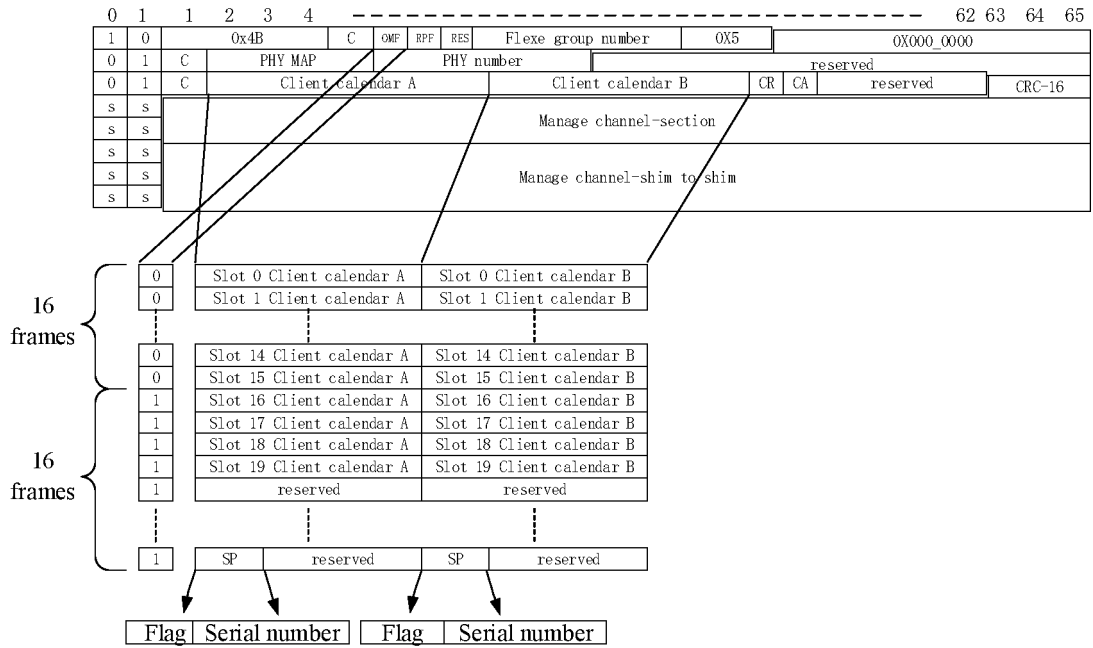 0 1 1 2 3 4 62 63 64 65
1 0 0x4B C OMF RPF RES Flexe group number 0X5 0X000_0000
0 1 C PHY MAP PHY number reserved
0 1 C Client calendar A Client calendar B CR CA reserved CRC-16
s s
s s Manage channel-section
s s
s s Manage channel-shim to shim
s s
0 Slot 0 Client calendar A Slot 0 Client calendar B
0 Slot 1 Client calendar A Slot 1 Client calendar B
16
frames
0 Slot 14 Client calendar A Slot 14 Client calendar B
0 Slot 15 Client calendar A Slot 15 Client calendar B
1 Slot 16 Client calendar A Slot 16 Client calendar B
1 Slot 17 Client calendar A Slot 17 Client calendar B
1 Slot 18 Client calendar A Slot 18 Client calendar B
1 Slot 19 Client calendar A Slot 19 Client calendar B
16
frames
1 reserved reserved
1 SP reserved SP reserved
Flag Serial number Flag Serial number